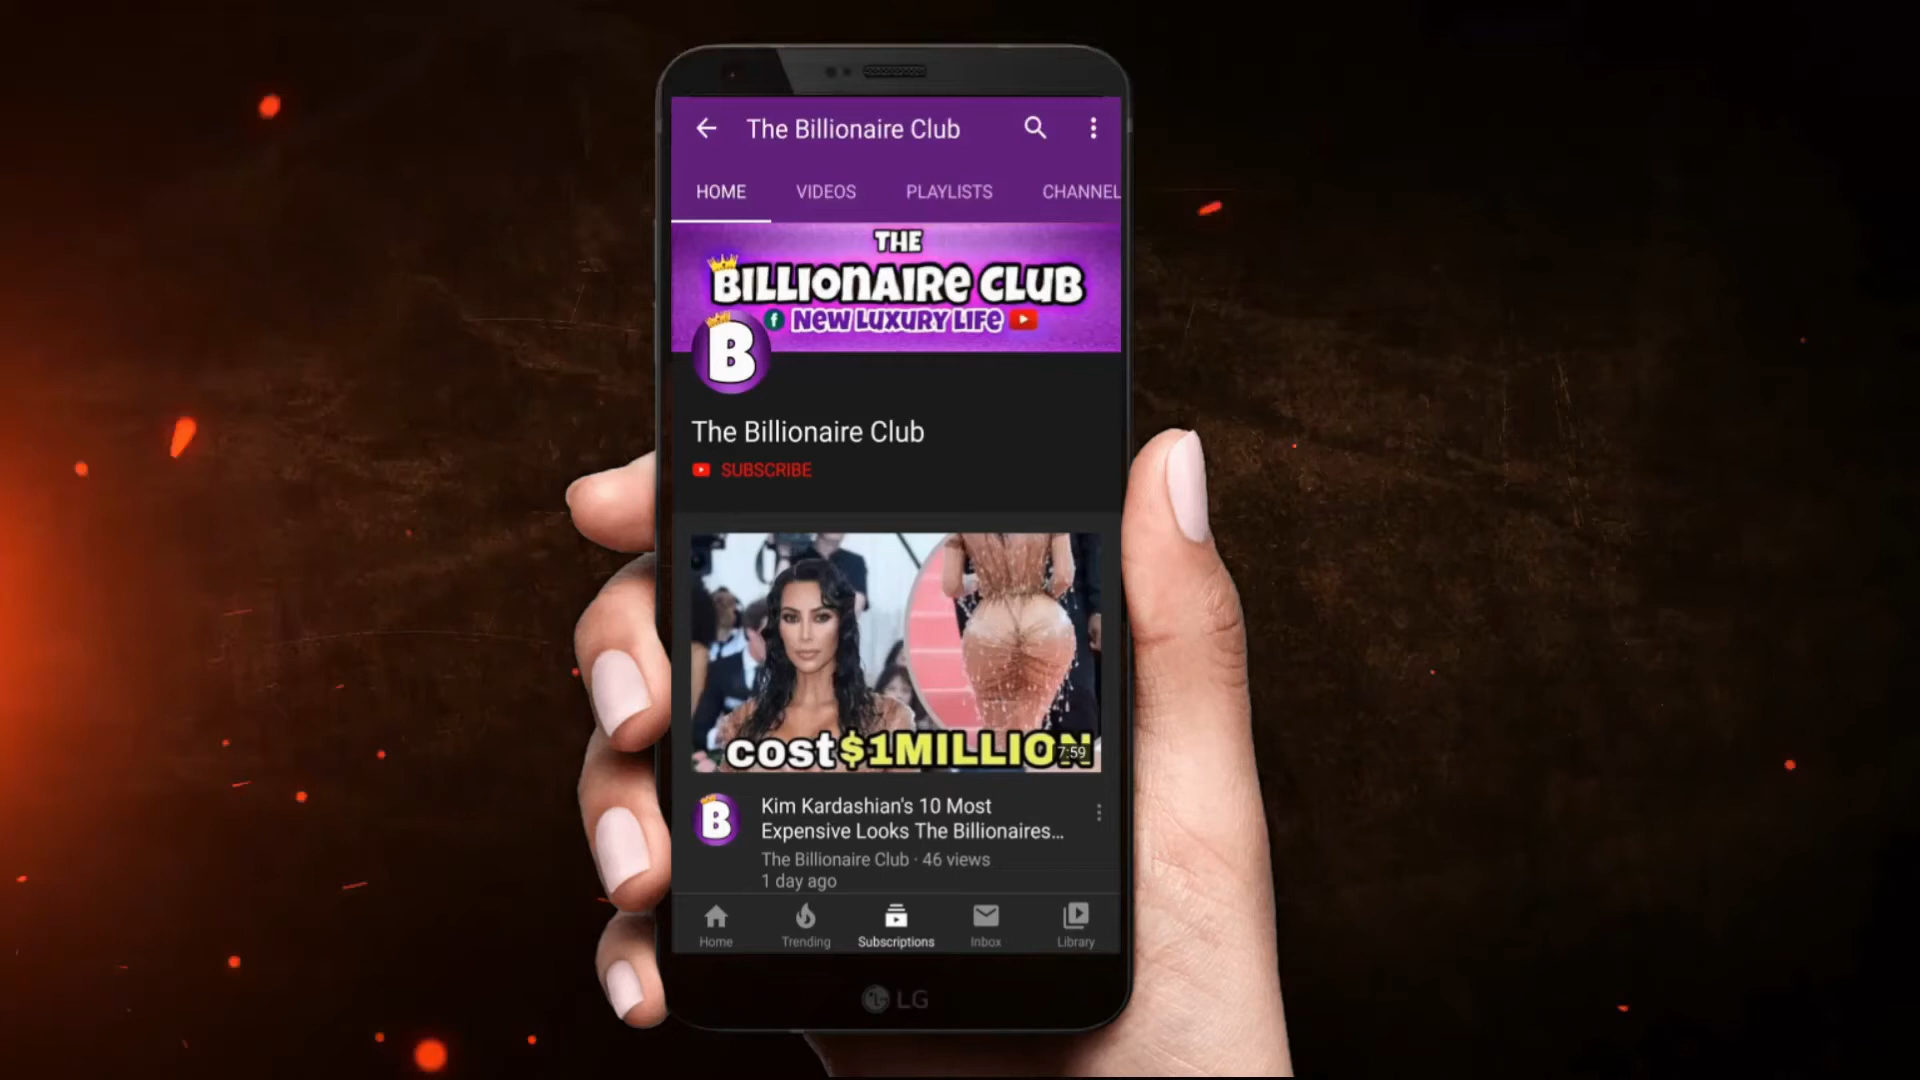 The Billionaire Club
HOME VIDEOS PLAYLISTS CHANNEL
THE
BILLIONAIRE CLUB
f NEW LUXURY LIFE
B
The Billionaire Club
SUBSCRIBE
cost $1MILLION
7:59
B
Kim Kardashian's 10 Most
Expensive Looks The Billionaires...
The Billionaire Club · 46 views
1 day ago
Home Trending Subscriptions Inbox Library
LG